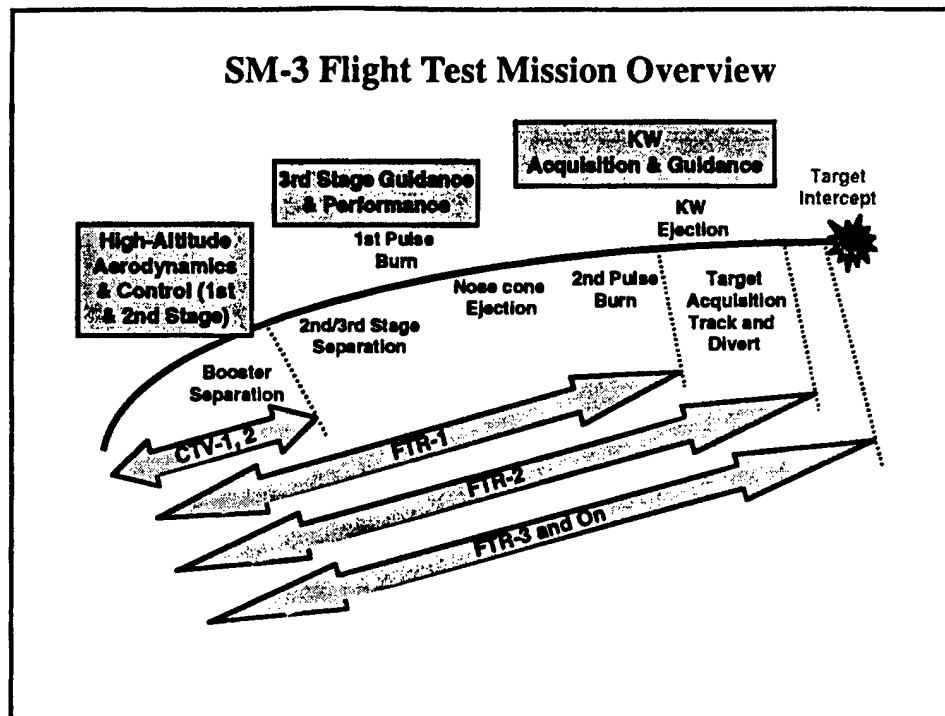 SM-3 Flight Test Mission Overview
KW
Acquisition & Guidance
Target
Intercept
3rd Stage Guidance
& Performance
KW
Ejection
High-Altitude
Aerodynamics
& Control (1st
& 2nd Stage)
1st Pulse
Burn
Nose cone
Ejection
2nd Pulse
Burn
Target
Acquisition
Track and
Divert
2nd/3rd Stage
Separation
Booster
Separation
CTV-1, 2
FTR-1
FTR-2
FTR-3 and On